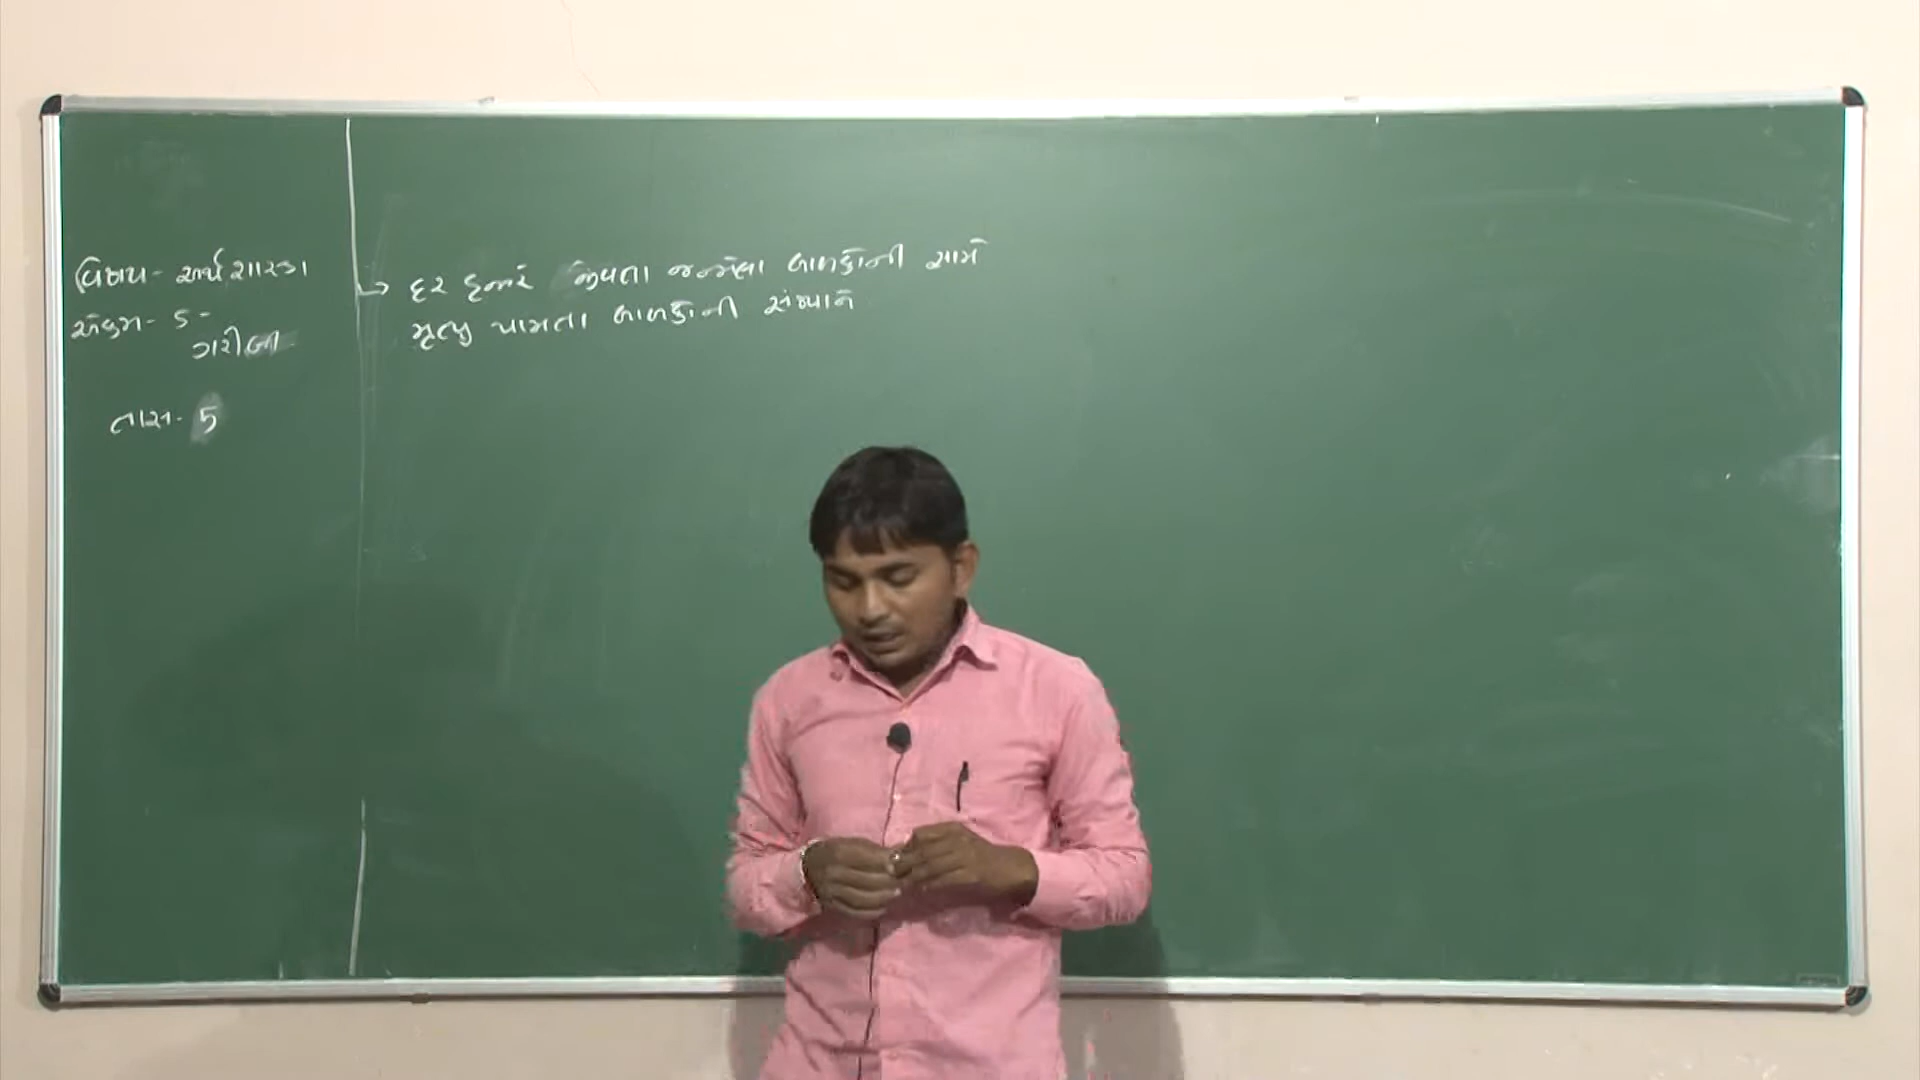 વિષય- અર્થશાસ્ત્ર
એકમ- 5-
ગરીબી
તાસ- 5
→ દર હજારે જીવતા જન્મેલા બાળકોની સામે
મૃત્યુ પામતા બાળકોની સંખ્યાને